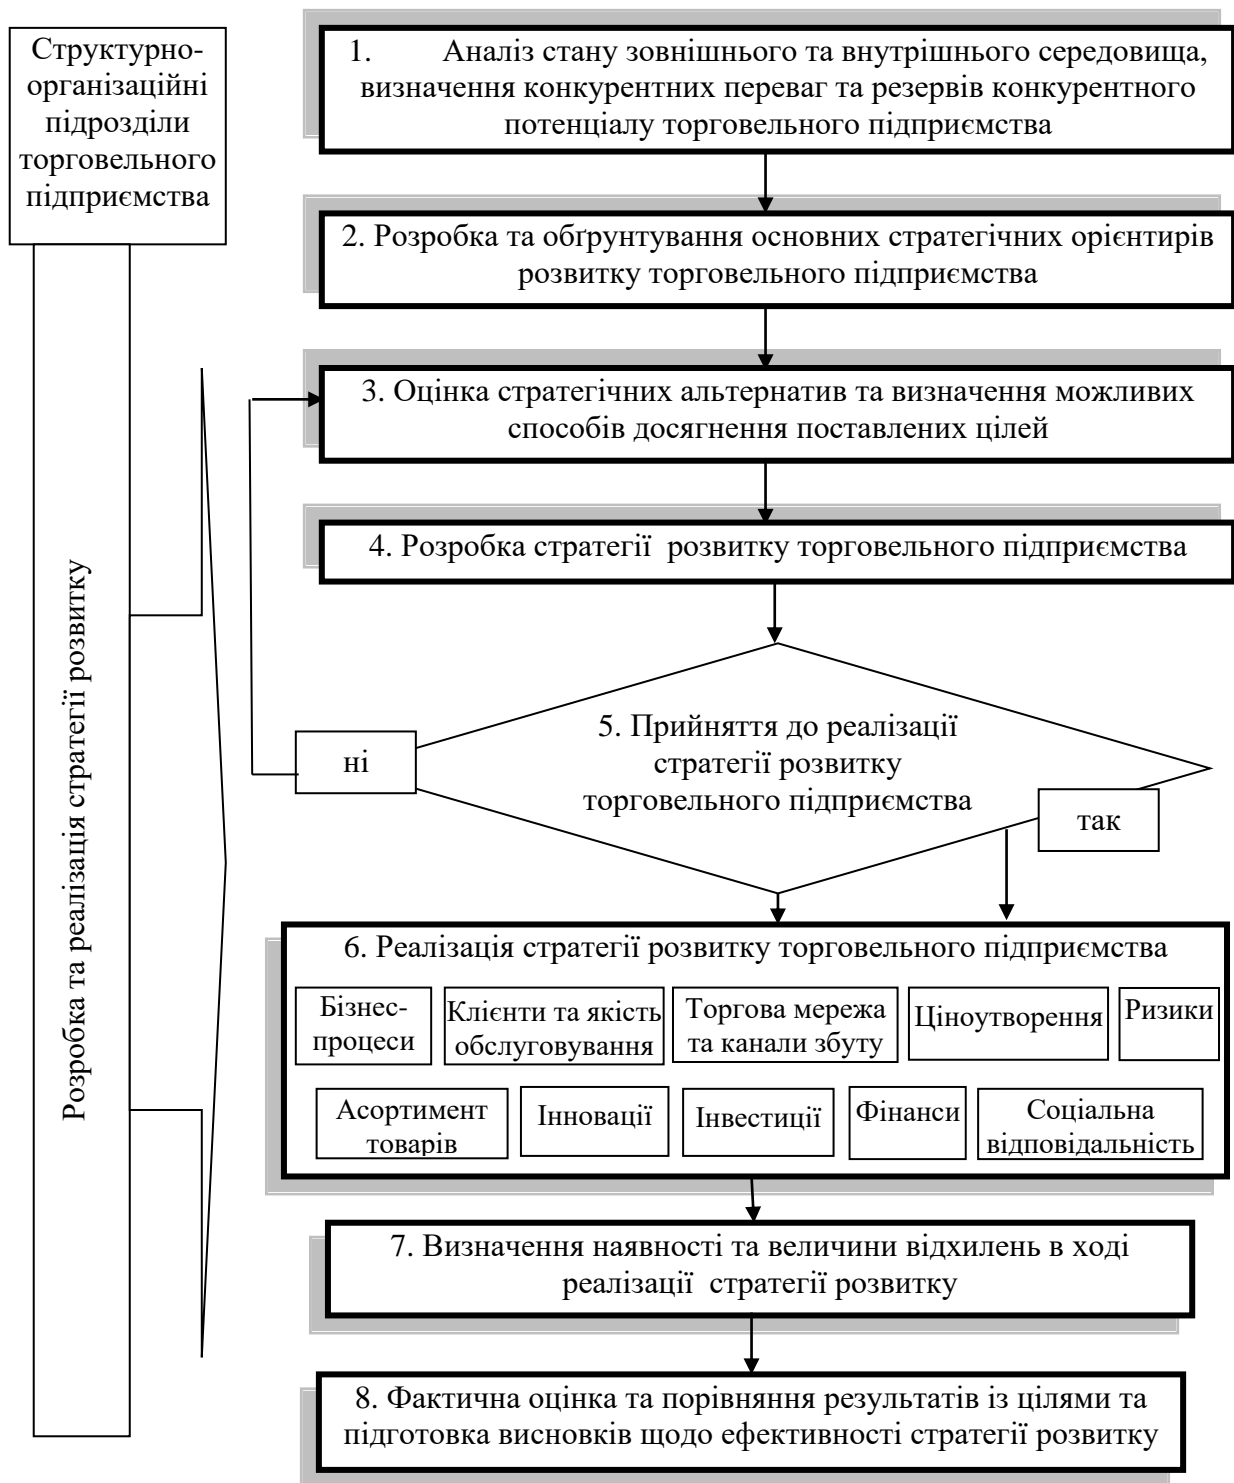 Структурно-
організаційні
підрозділи
торговельного
підприємства
Розробка та реалізація стратегії розвитку
1. Аналіз стану зовнішнього та внутрішнього середовища,
визначення конкурентних переваг та резервів конкурентного
потенціалу торговельного підприємства
2. Розробка та обґрунтування основних стратегічних орієнтирів
розвитку торговельного підприємства
3. Оцінка стратегічних альтернатив та визначення можливих
способів досягнення поставлених цілей
4. Розробка стратегії розвитку торговельного підприємства
5. Прийняття до реалізації
стратегії розвитку
торговельного підприємства
ні
так
6. Реалізація стратегії розвитку торговельного підприємства
Бізнес-
процеси
Клієнти та якість
обслуговування
Торгова мережа
та канали збуту
Ціноутворення
Ризики
Асортимент
товарів
Інновації
Інвестиції
Фінанси
Соціальна
відповідальність
7. Визначення наявності та величини відхилень в ході
реалізації стратегії розвитку
8. Фактична оцінка та порівняння результатів із цілями та
підготовка висновків щодо ефективності стратегії розвитку